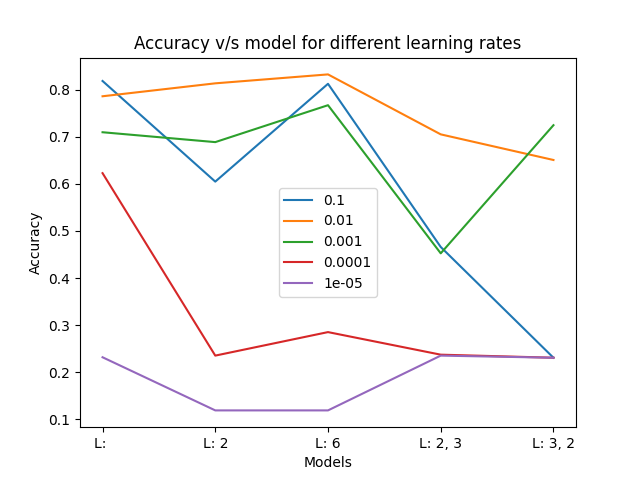 Accuracy v/s model for different learning rates
Accuracy
0.8
0.7
0.6
0.5
0.4
0.3
0.2
0.1
0.1
0.01
0.001
0.0001
1e-05
L:
L: 2
L: 6
L: 2, 3
L: 3, 2
Models